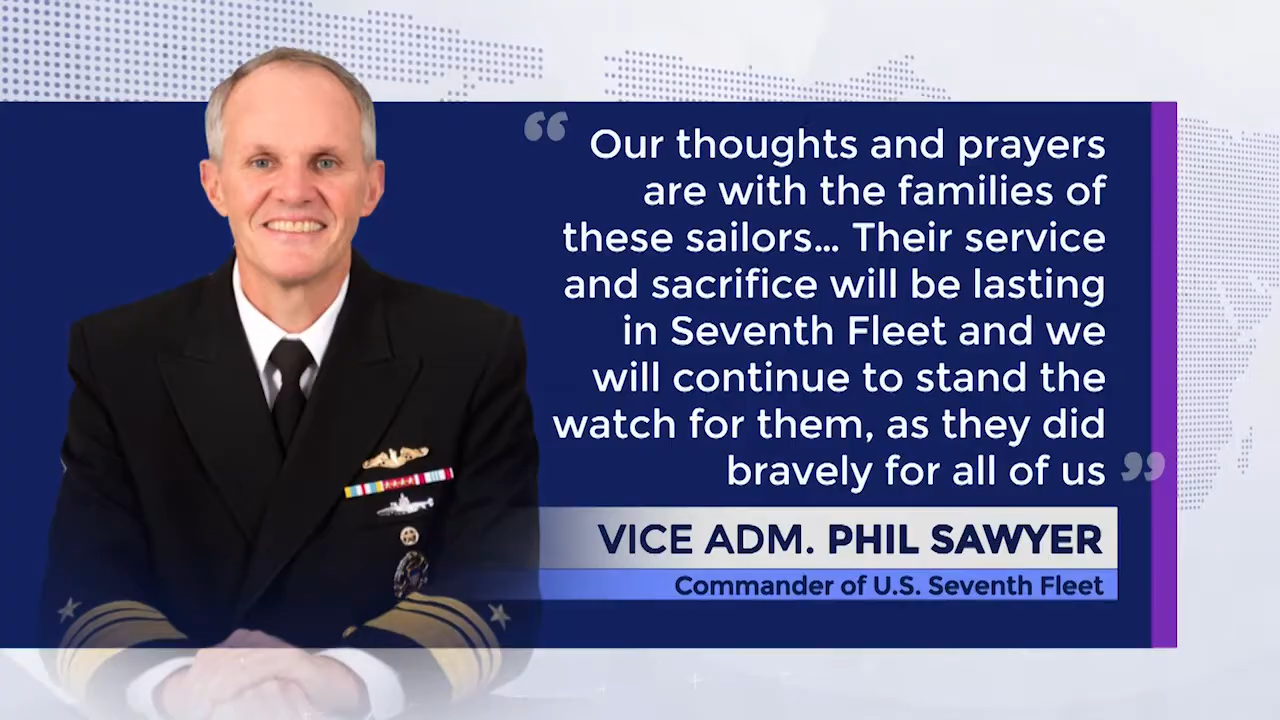 “ Our thoughts and prayers
are with the families of
these sailors... Their service
and sacrifice will be lasting
in Seventh Fleet and we
will continue to stand the
watch for them, as they did
bravely for all of us ”
VICE ADM. PHIL SAWYER
Commander of U.S. Seventh Fleet